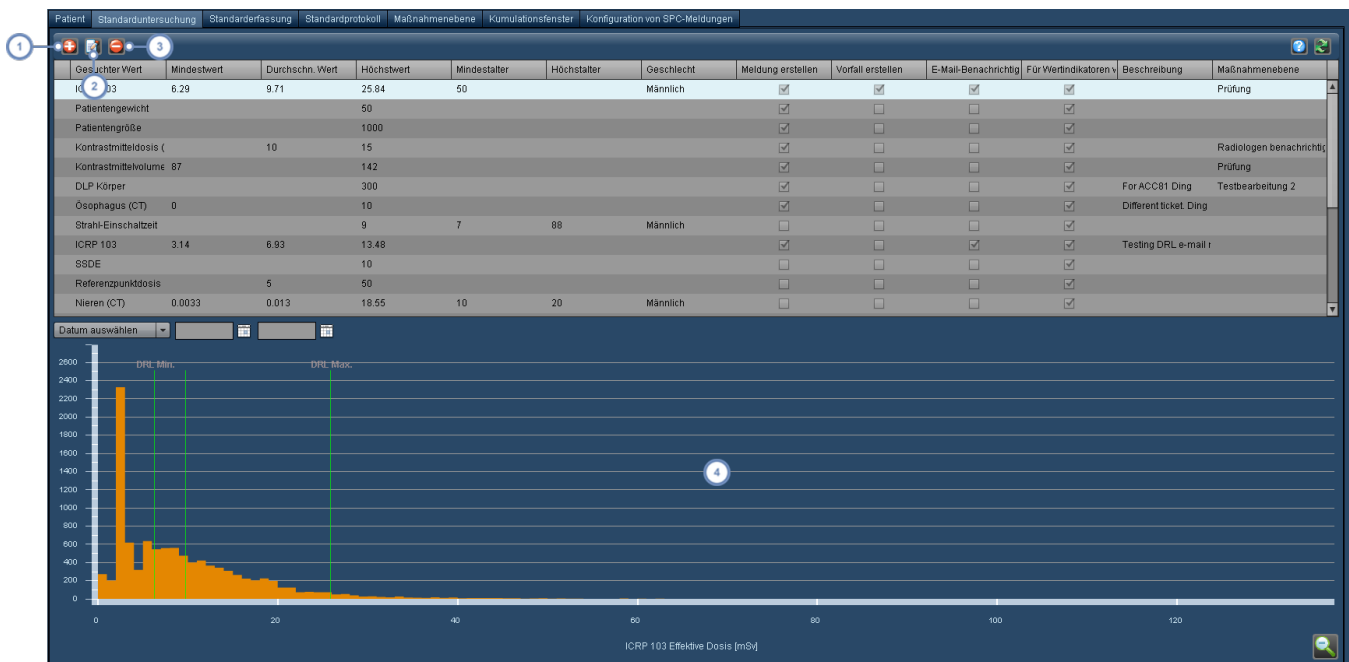 Patient Standarduntersuchung Standarderfassung Standardprotokoll Maßnahmenebene Kumulationsfenster Konfiguration von SPC-Meldungen
1 3
2
Gesuchter Wert Mindestwert Durchschn. Wert Höchstwert Mindestalter Höchstalter Geschlecht Meldung erstellen Vorfall erstellen E-Mail-Benachrichtig Für Wertindikatoren v Beschreibung Maßnahmenebene
6.29 9.71 25.84 50 Männlich Prüfung
Patientengewicht 50
Patientengröße 1000
Kontrastmitteldosis ( 10 15 Radiologen benachrichtig
Kontrastmittelvolume 87 142 Prüfung
DLP Körper 300 For ACC81 Ding Testbearbeitung 2
Ösophagus (CT) 0 10 Different ticket. Ding
Strahl-Einschaltzeit 9 7 88 Männlich
ICRP 103 3.14 6.93 13.48 Testing DRL e-mail r
SSDE 10
Referenzpunktdosis 5 50
Nieren (CT) 0.0033 0.013 18.55 10 20 Männlich
Datum auswählen
DRL Min. DRL Max.
2600
2400
2200
2000
1800
1600
1400
1200
1000
800
600
400
200
0
4
0 20 40 60 80 100 120
ICRP 103 Effektive Dosis [mSv]